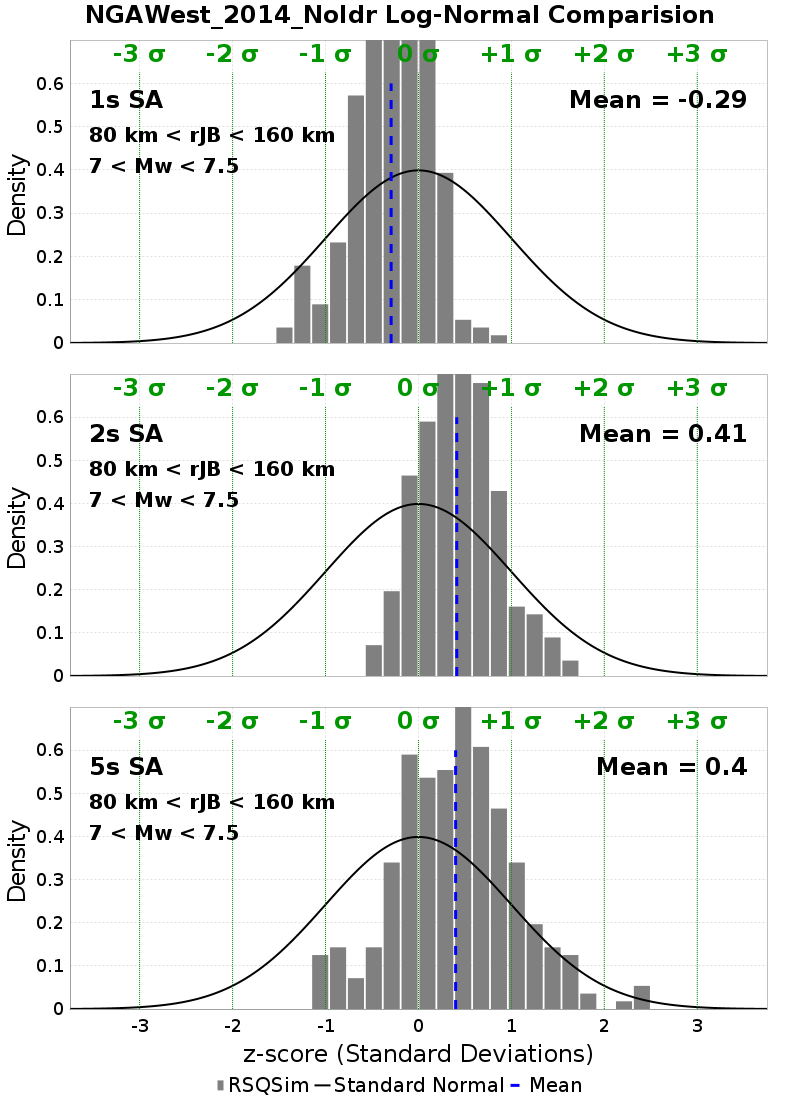 NGAWest_2014_NoIdr Log-Normal Comparision
-3 σ -2 σ -1 σ 0 σ +1 σ +2 σ +3 σ
1s SA
Mean = -0.29
80 km < rJB < 160 km
7 < Mw < 7.5
Density
0.6
0.5
0.4
0.3
0.2
0.1
0
-3 σ -2 σ -1 σ 0 σ +1 σ +2 σ +3 σ
2s SA
Mean = 0.41
80 km < rJB < 160 km
7 < Mw < 7.5
Density
0.6
0.5
0.4
0.3
0.2
0.1
0
-3 σ -2 σ -1 σ 0 σ +1 σ +2 σ +3 σ
5s SA
Mean = 0.4
80 km < rJB < 160 km
7 < Mw < 7.5
Density
0.6
0.5
0.4
0.3
0.2
0.1
0
-3 -2 -1 0 1 2 3
z-score (Standard Deviations)
RSQSim Standard Normal Mean